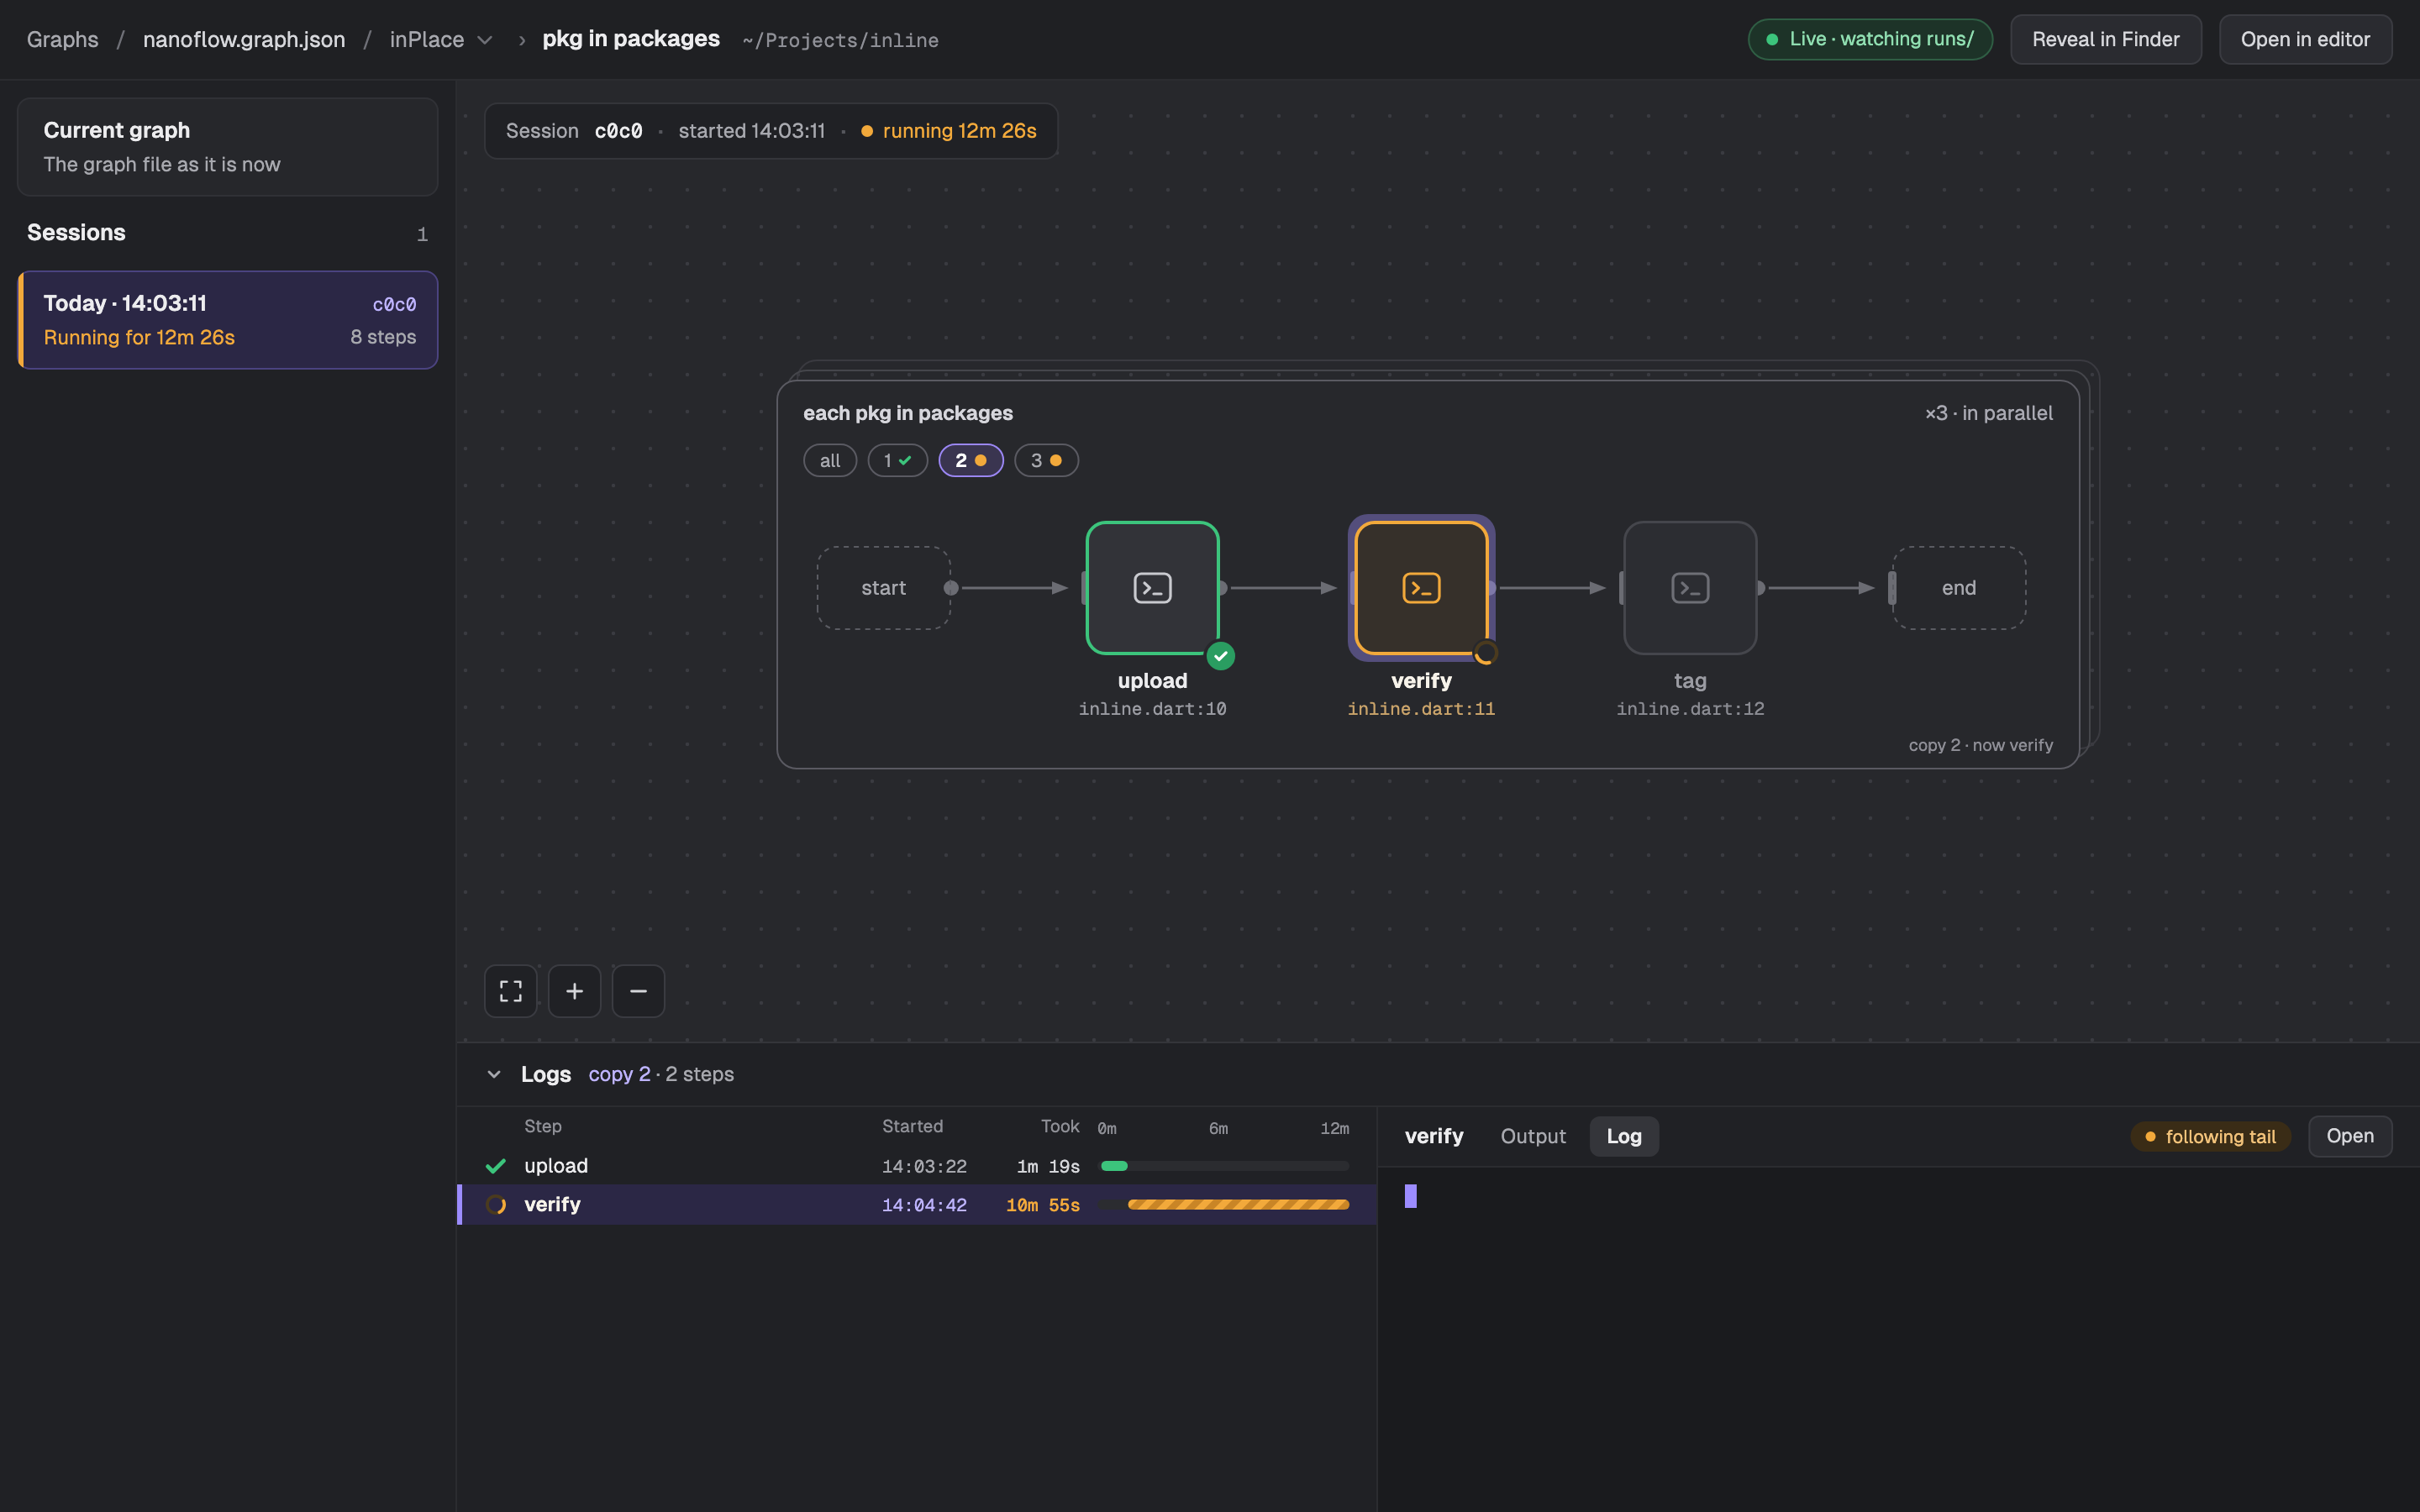 Graphs / nanoflow.graph.json / inPlace › pkg in packages ~/Projects/inline
Live · watching runs/
Reveal in Finder
Open in editor
Current graph
The graph file as it is now
Sessions 1
Today · 14:03:11 c0c0
Running for 12m 26s 8 steps
Session c0c0 · started 14:03:11 · running 12m 26s
each pkg in packages ×3 · in parallel
all 1 2 3
start
end
upload
inline.dart:10
verify
inline.dart:11
tag
inline.dart:12
copy 2 · now verify
Logs copy 2 · 2 steps
Step Started Took 0m 6m 12m
upload 14:03:22 1m 19s
verify 14:04:42 10m 55s
verify Output Log following tail Open